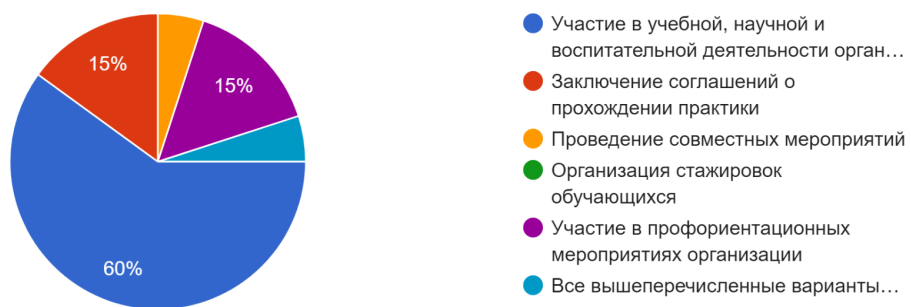 15%
15%
60%
Участие в учебной, научной и
воспитательной деятельности орган…
Заключение соглашений о
прохождении практики
Проведение совместных мероприятий
Организация стажировок
обучающихся
Участие в профориентационных
мероприятиях организации
Все вышеперечисленные варианты…